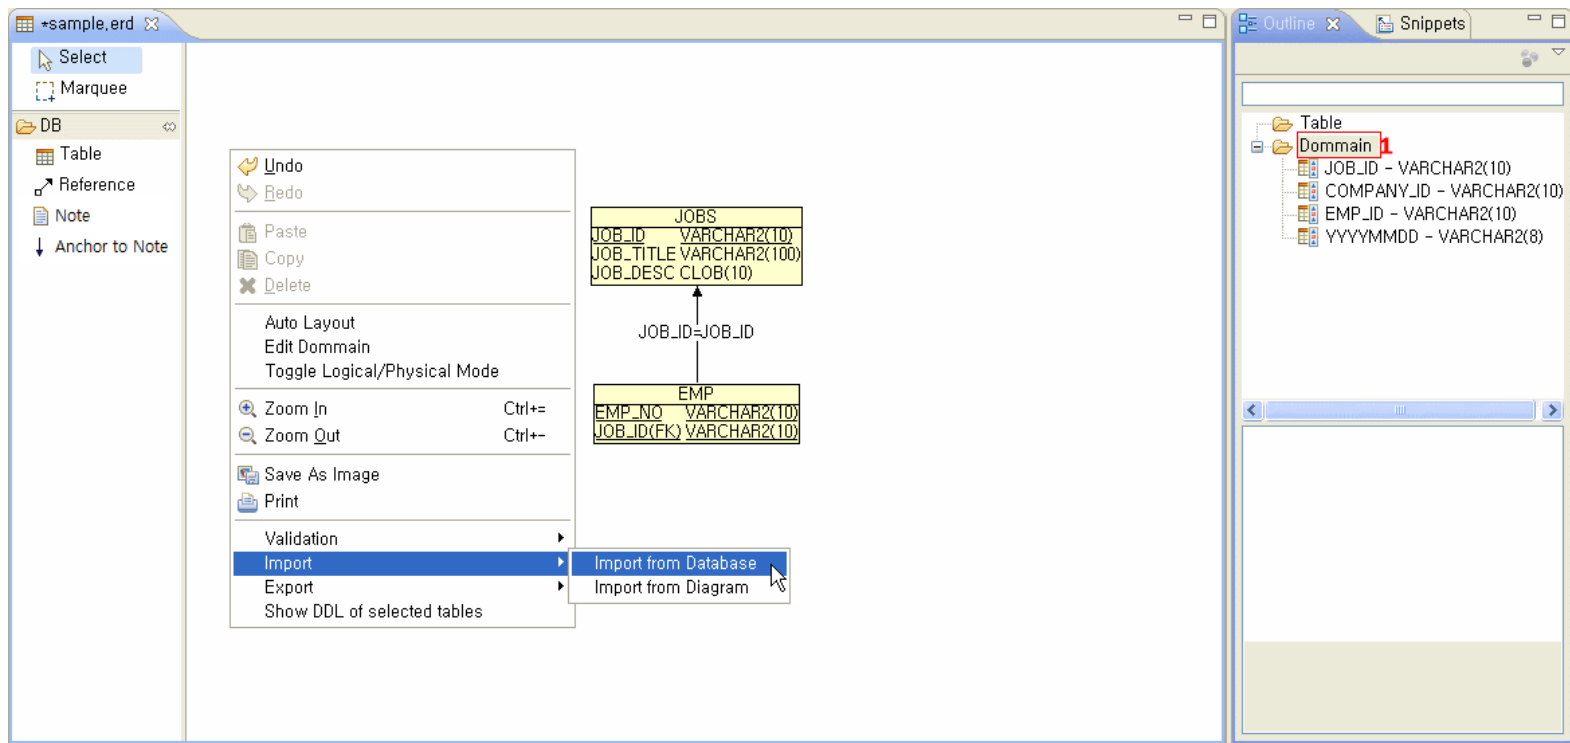 *sample.erd
Select
Marquee
DB
Table
Reference
Note
Anchor to Note
Undo
Redo
Paste
Copy
Delete
Auto Layout
Edit Dommain
Toggle Logical/Physical Mode
Zoom In Ctrl+=
Zoom Out Ctrl+-
Save As Image
Print
Validation
Import
Export
Show DDL of selected tables
Import from Database
Import from Diagram
JOBS
JOB_ID VARCHAR2(10)
JOB_TITLE VARCHAR2(100)
JOB_DESC CLOB(10)
JOB_ID=JOB_ID
EMP
EMP_NO VARCHAR2(10)
JOB_ID(FK) VARCHAR2(10)
Outline Snippets
Table
Dommain 1
JOB_ID - VARCHAR2(10)
COMPANY_ID - VARCHAR2(10)
EMP_ID - VARCHAR2(10)
YYYYMMDD - VARCHAR2(8)